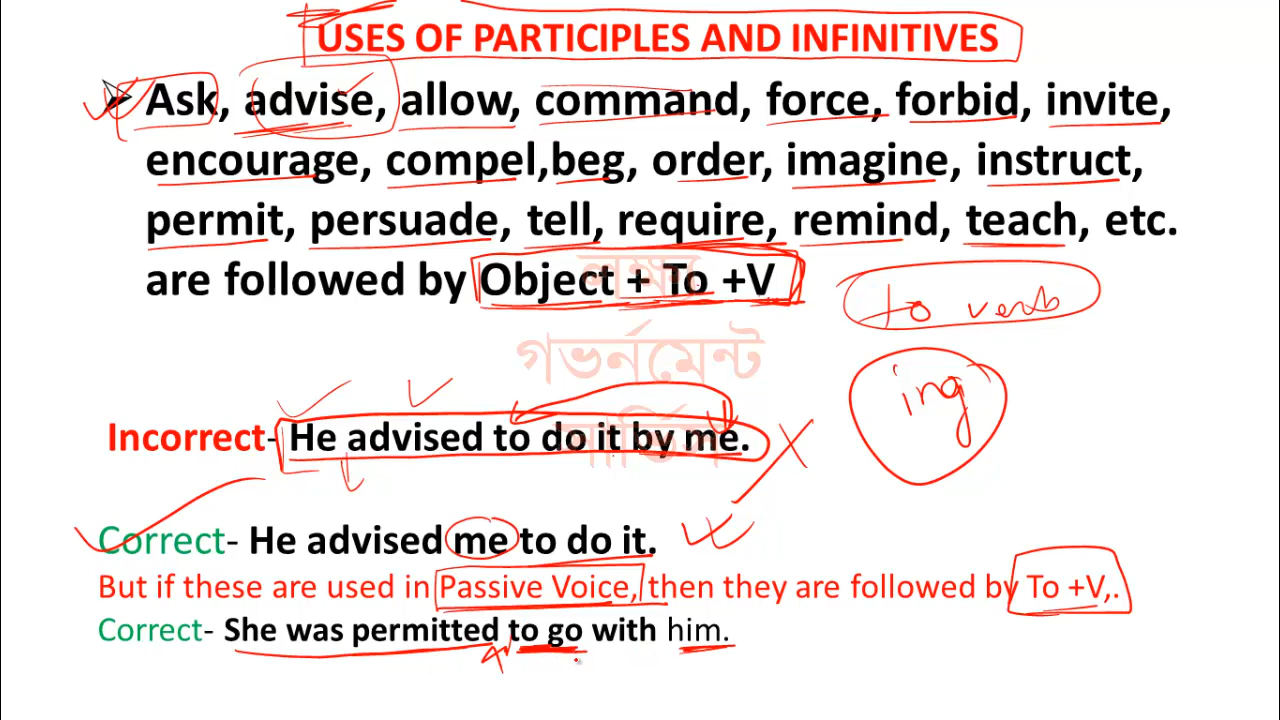 USES OF PARTICIPLES AND INFINITIVES
➢ Ask, advise, allow, command, force, forbid, invite,
encourage, compel,beg, order, imagine, instruct,
permit, persuade, tell, require, remind, teach, etc.
are followed by Object + To +V
to verb
লক্ষ্য
গভর্নমেন্ট
সার্ভিস
ing
Incorrect- He advised to do it by me.
Correct- He advised me to do it.
But if these are used in Passive Voice, then they are followed by To +V,.
Correct- She was permitted to go with him.